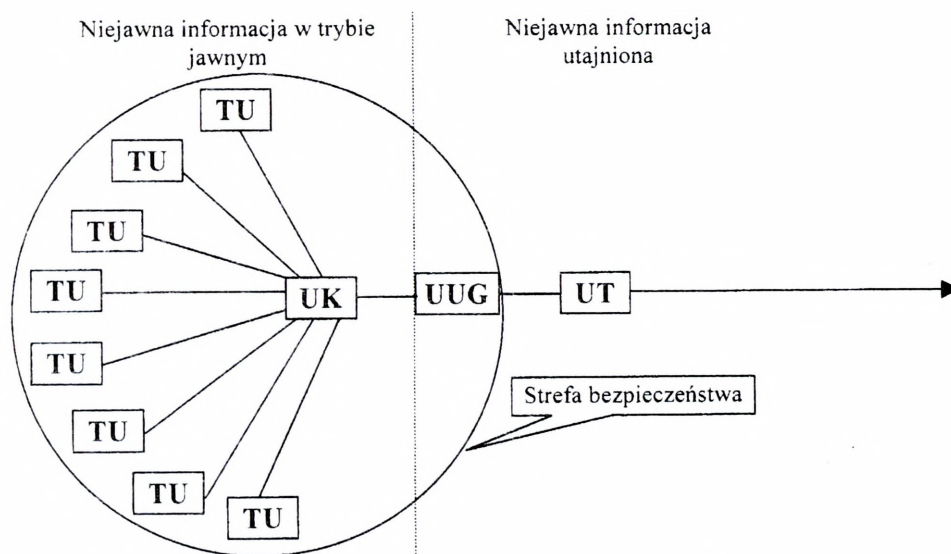 Niejawna informacja w trybie
jawnym
Niejawna informacja
utajniona
TU
TU
TU
TU
UK
UUG
UT
TU
Strefa bezpieczeństwa
TU
TU
TU